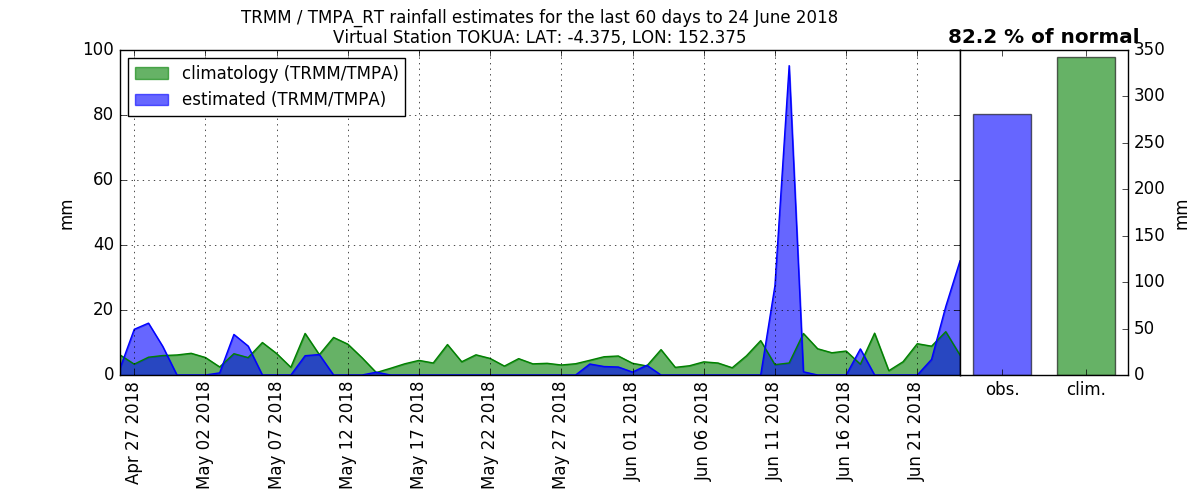 TRMM / TMPA_RT rainfall estimates for the last 60 days to 24 June 2018
Virtual Station TOKUA: LAT: -4.375, LON: 152.375
82.2 % of normal
climatology (TRMM/TMPA)
estimated (TRMM/TMPA)
mm
100
80
60
40
20
0
Apr 27 2018
May 02 2018
May 07 2018
May 12 2018
May 17 2018
May 22 2018
May 27 2018
Jun 01 2018
Jun 06 2018
Jun 11 2018
Jun 16 2018
Jun 21 2018
obs.
clim.
350
300
250
200
150
100
50
0
mm